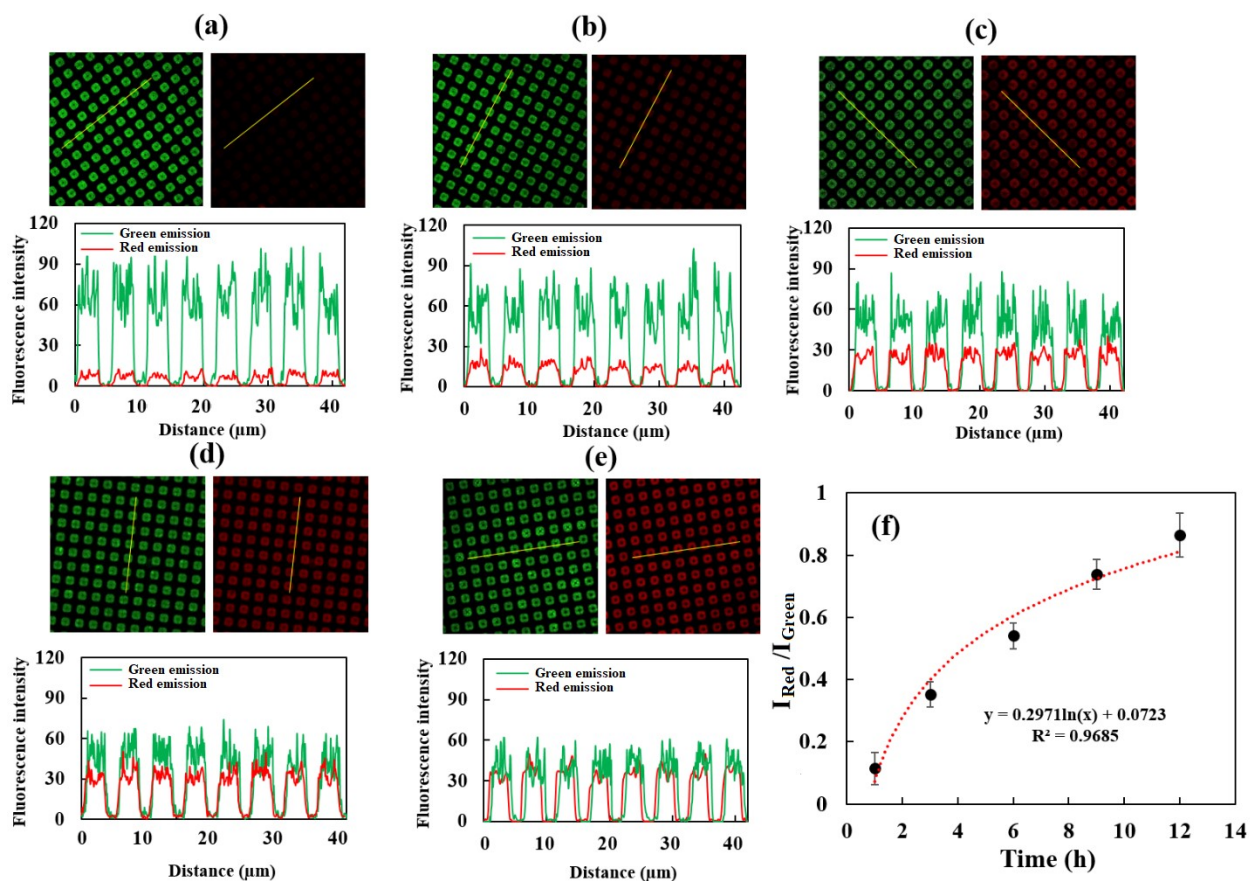 (a)
(b)
(c)
120
90
60
30
0
Fluorescence intensity
Green emission
Red emission
0 10 20 30 40
Distance (µm)
120
90
60
30
0
Fluorescence intensity
Green emission
Red emission
0 10 20 30 40
Distance (µm)
120
90
60
30
0
Fluorescence intensity
Green emission
Red emission
0 10 20 30 40
Distance (µm)
(d)
(e)
120
90
60
30
0
Fluorescence intensity
Green emission
Red emission
0 10 20 30 40
Distance (µm)
120
90
60
30
0
Fluorescence intensity
Green emission
Red emission
0 10 20 30 40
Distance (µm)
(f)
1
0.8
0.6
0.4
0.2
0
I Red /I Green
y = 0.2971ln(x) + 0.0723
R² = 0.9685
0 2 4 6 8 10 12 14
Time (h)